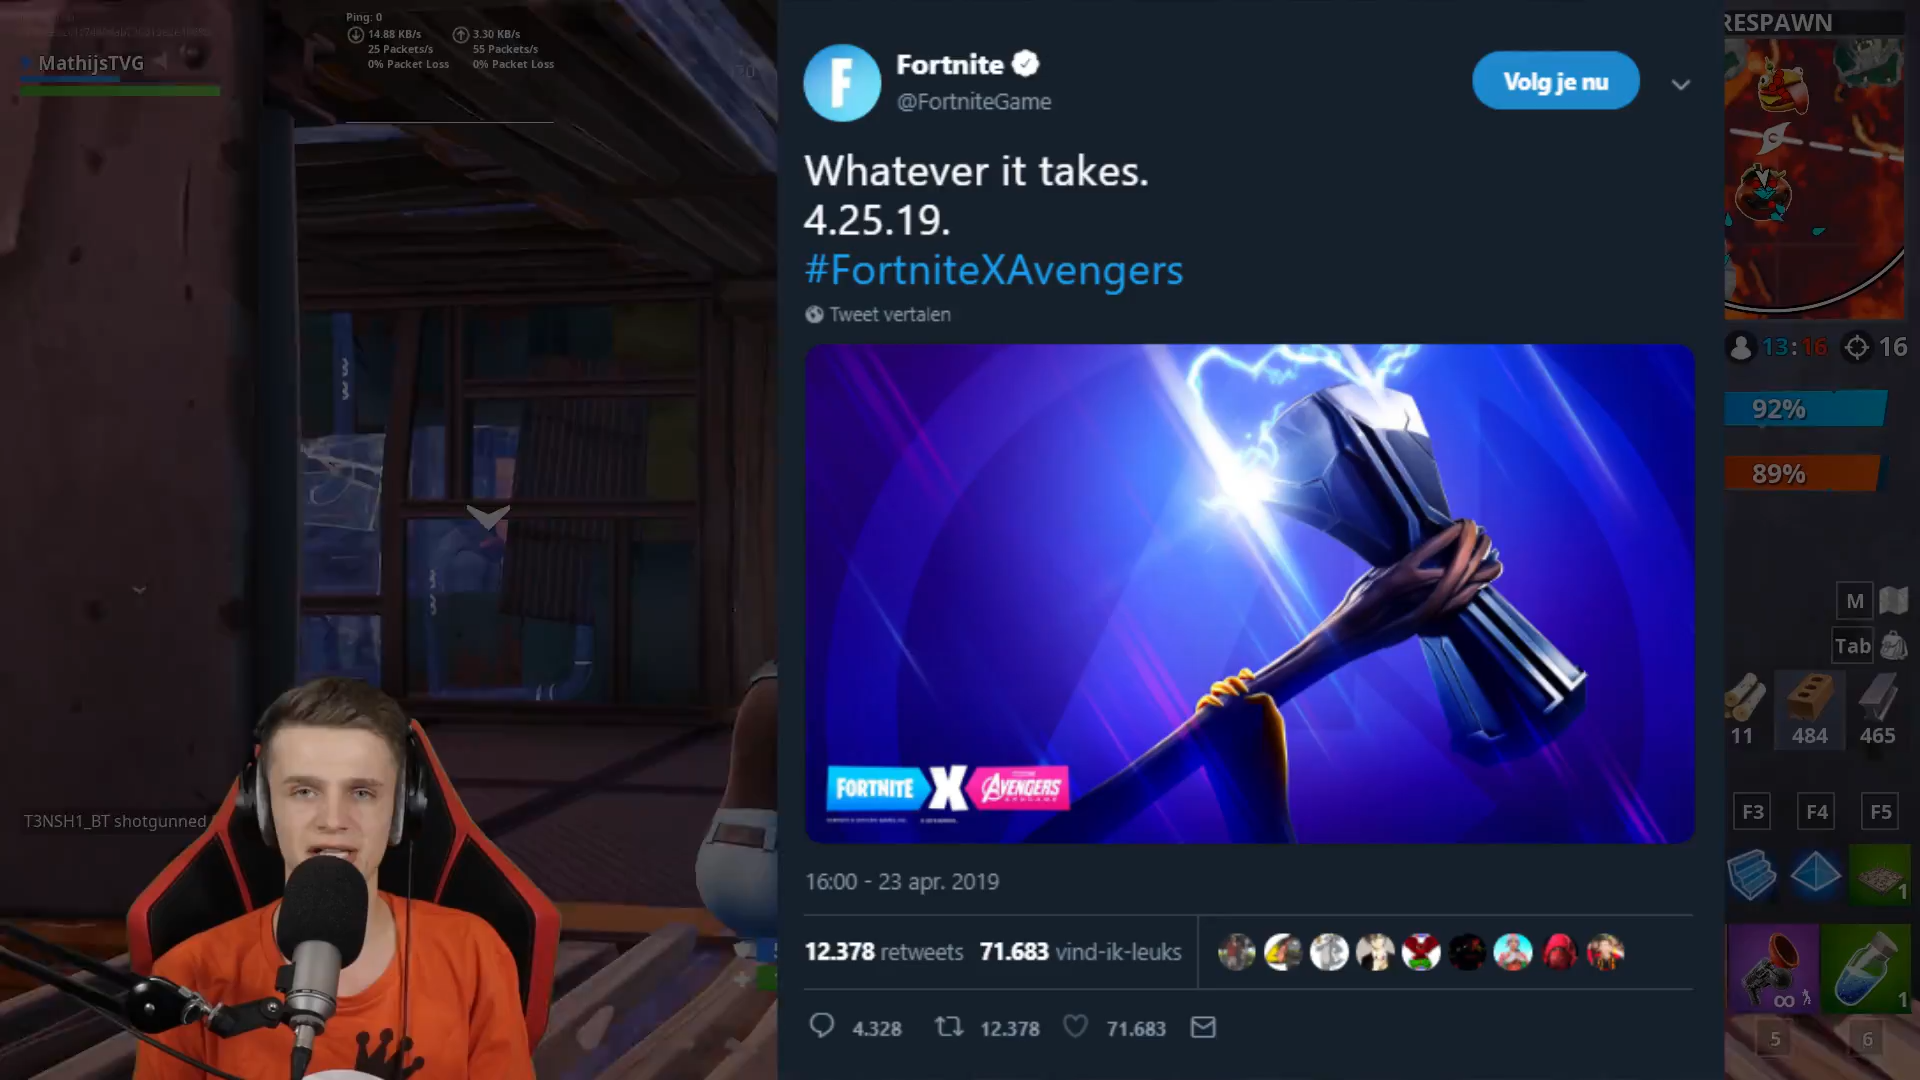 Ping: 0
14.88 KB/s
3.30 KB/s
25 Packets/s
55 Packets/s
0% Packet Loss
0% Packet Loss
MathijsTVG
T3NSH1_BT shotgunned
Fortnite
@FortniteGame
Volg je nu
Whatever it takes.
4.25.19.
#FortniteXAvengers
Tweet vertalen
FORTNITE X AVENGERS
ENDGAME
16:00 - 23 apr. 2019
12.378 retweets 71.683 vind-ik-leuks
4.328 12.378 71.683
RESPAWN
13:16 16
92%
89%
M
Tab
11 484 465
F3 F4 F5
1
∞ 1
5 6